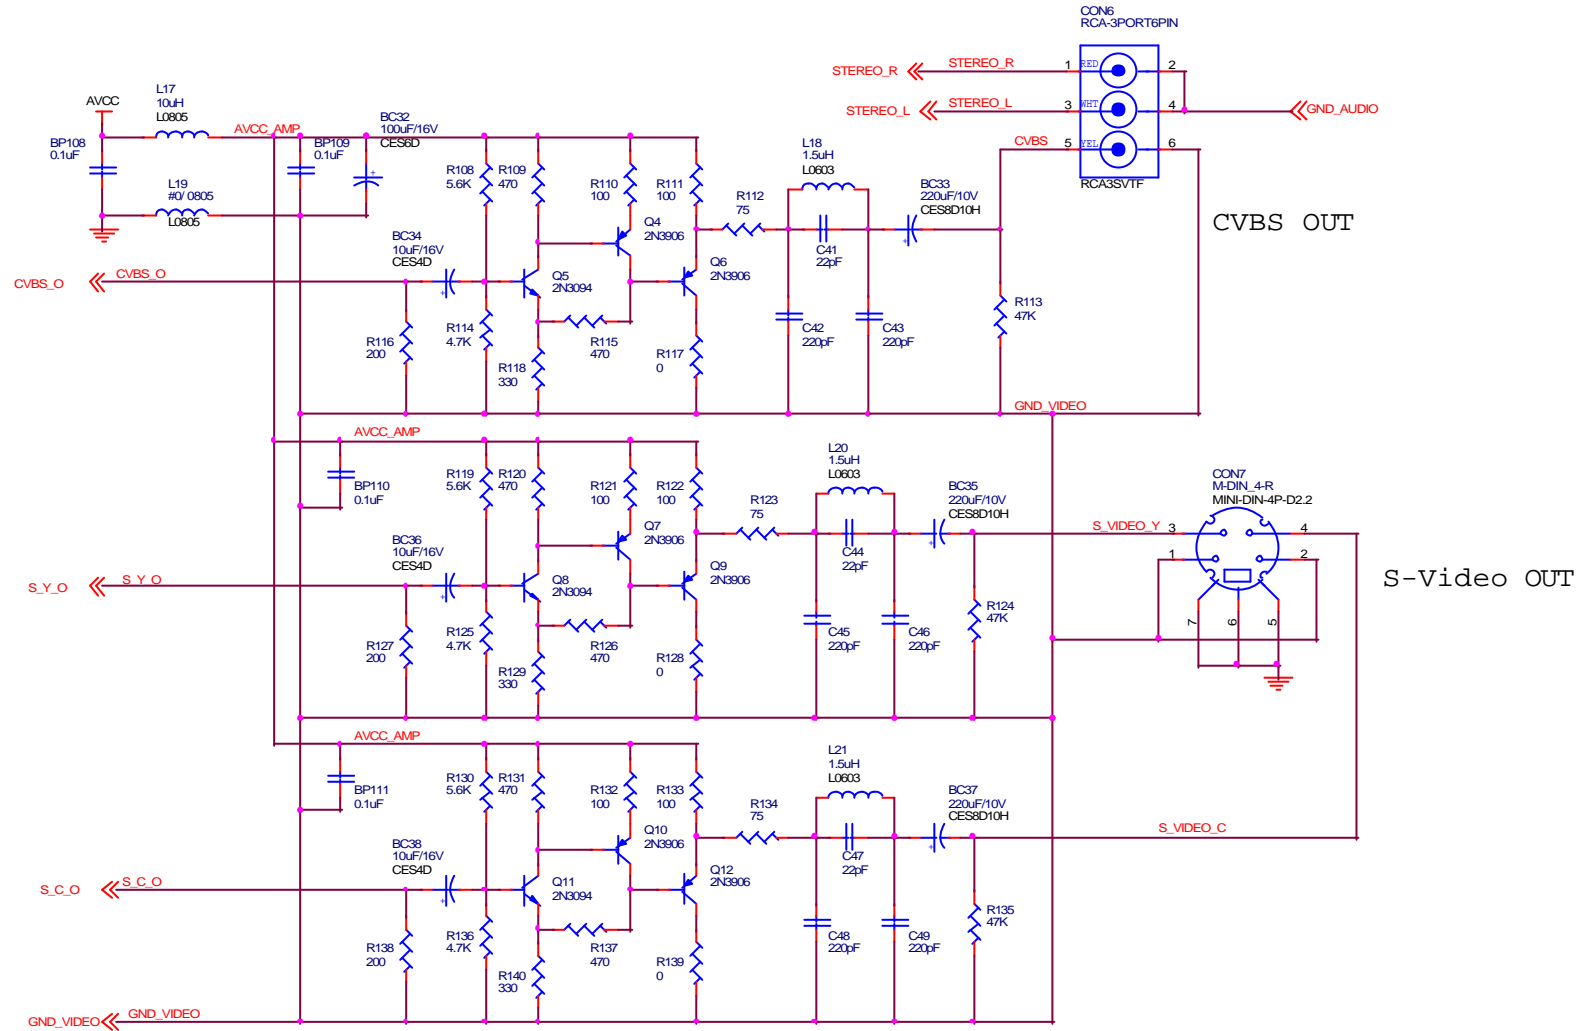 CON6
RCA-3PORT6PIN
STEREO_R
STEREO_R
1
RED
2
STEREO_L
STEREO_L
3
WHT
4
GND_AUDIO
CVBS
5
YEL
6
RCA3SVTF
CVBS OUT
AVCC
L17
10uH
L0805
AVCC_AMP
BP108
0.1uF
L19
#0/ 0805
L0805
BP109
0.1uF
BC32
100uF/16V
CES6D
R108
5.6K
R109
470
R110
100
R111
100
R112
75
L18
1.5uH
L0603
C41
22pF
BC33
220uF/10V
CES8D10H
BC34
10uF/16V
CES4D
Q4
2N3906
CVBS_O
CVBS_O
Q5
2N3094
Q6
2N3906
R116
200
R114
4.7K
R118
330
R115
470
R117
0
C42
220pF
C43
220pF
R113
47K
GND_VIDEO
AVCC_AMP
BP110
0.1uF
R119
5.6K
R120
470
R121
100
R122
100
R123
75
L20
1.5uH
L0603
C44
22pF
BC35
220uF/10V
CES8D10H
S_VIDEO_Y
CON7
M-DIN_4-R
MINI-DIN-4P-D2.2
3
4
1
2
7
6
5
S-Video OUT
BC36
10uF/16V
CES4D
Q7
2N3906
S_Y_O
S_Y_O
Q8
2N3094
Q9
2N3906
R127
200
R125
4.7K
R129
330
R126
470
R128
0
C45
220pF
C46
220pF
R124
47K
AVCC_AMP
BP111
0.1uF
R130
5.6K
R131
470
R132
100
R133
100
R134
75
L21
1.5uH
L0603
C47
22pF
BC37
220uF/10V
CES8D10H
S_VIDEO_C
BC38
10uF/16V
CES4D
Q10
2N3906
S_C_O
S_C_O
Q11
2N3094
Q12
2N3906
R138
200
R136
4.7K
R140
330
R137
470
R139
0
C48
220pF
C49
220pF
R135
47K
GND_VIDEO
GND_VIDEO